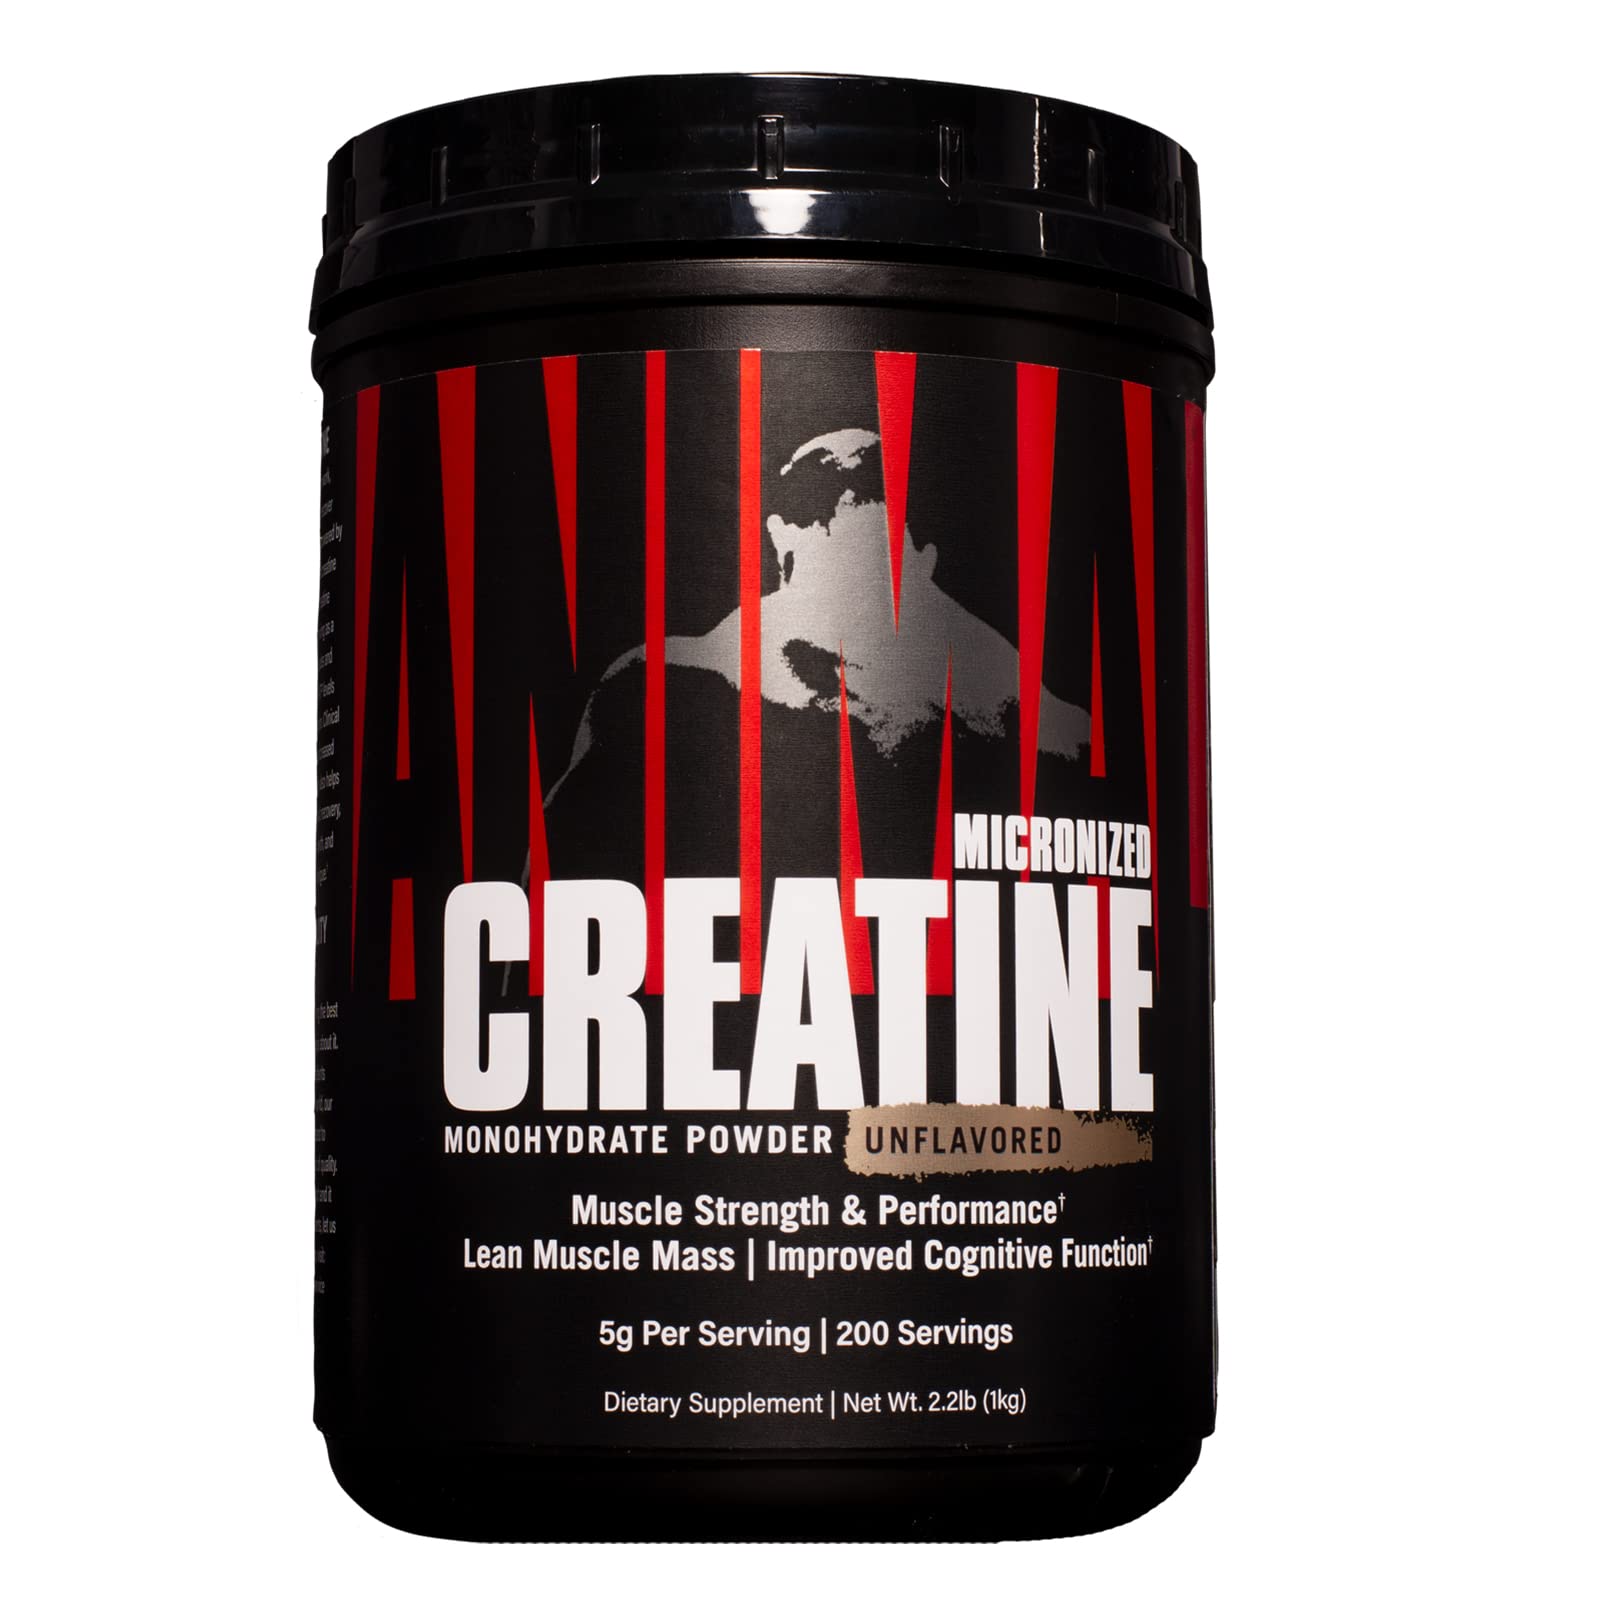 ANIMAL
MICRONIZED
CREATINE
MONOHYDRATE POWDER UNFLAVORED
Muscle Strength & Performance†
Lean Muscle Mass | Improved Cognitive Function†
5g Per Serving | 200 Servings
Dietary Supplement | Net Wt. 2.2lb (1kg)